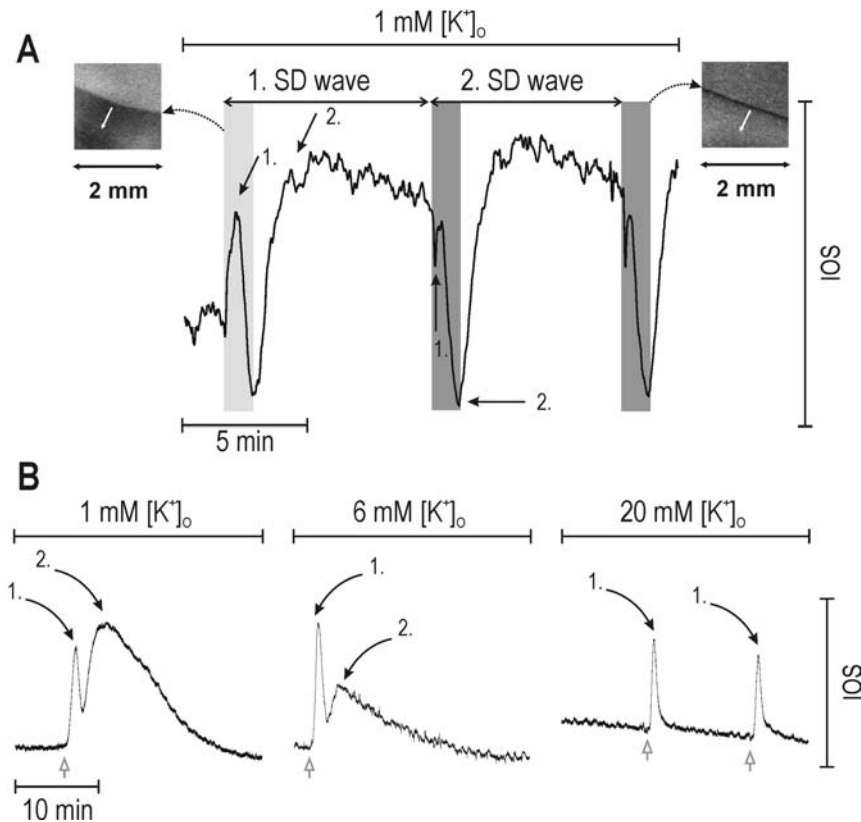 A
1 mM [K⁺]ₒ
1. SD wave
2. SD wave
2 mm
2 mm
1.
2.
1.
2.
5 min
IOS
B
1 mM [K⁺]ₒ
6 mM [K⁺]ₒ
20 mM [K⁺]ₒ
2.
1.
1.
2.
1.
1.
IOS
10 min